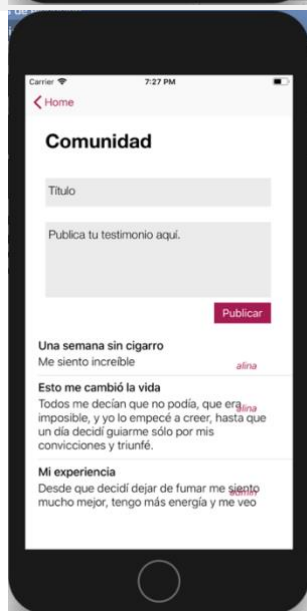 Carrier 7:27 PM
Home
Comunidad
Título
Publica tu testimonio aquí.
Publicar
Una semana sin cigarro
Me siento increíble
alina
Esto me cambió la vida
Todos me decían que no podía, que era
alina
imposible, y yo lo empecé a creer, hasta que
un día decidí guiarme sólo por mis
convicciones y triunfé.
Mi experiencia
Desde que decidí dejar de fumar me siento
admin
mucho mejor, tengo más energía y me veo